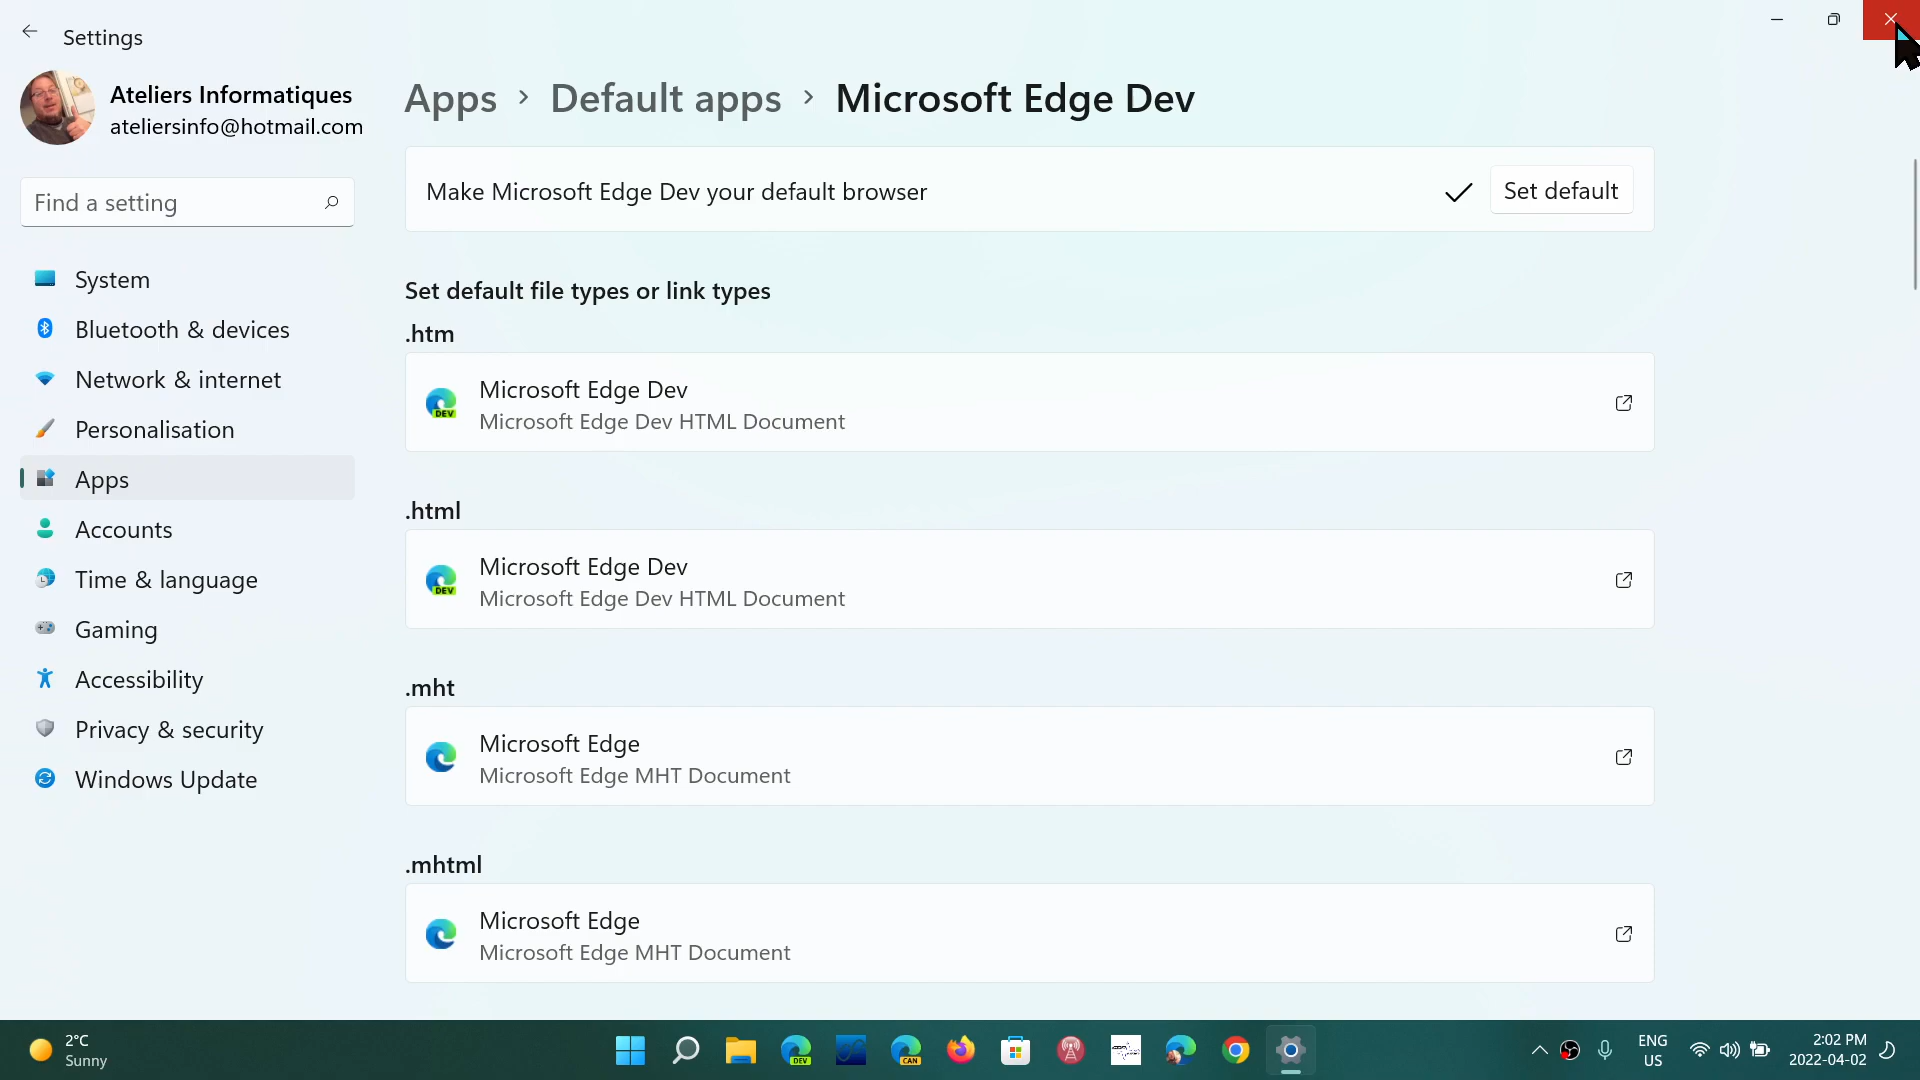 Settings
Ateliers Informatiques
ateliersinfo@hotmail.com
Find a setting
System
Bluetooth & devices
Network & internet
Personalisation
Apps
Accounts
Time & language
Gaming
Accessibility
Privacy & security
Windows Update
Apps > Default apps > Microsoft Edge Dev
Make Microsoft Edge Dev your default browser
Set default
Set default file types or link types
.htm
Microsoft Edge Dev
Microsoft Edge Dev HTML Document
.html
Microsoft Edge Dev
Microsoft Edge Dev HTML Document
.mht
Microsoft Edge
Microsoft Edge MHT Document
.mhtml
Microsoft Edge
Microsoft Edge MHT Document
2°C
Sunny
DEV
CAN
ENG
US
2:02 PM
2022-04-02